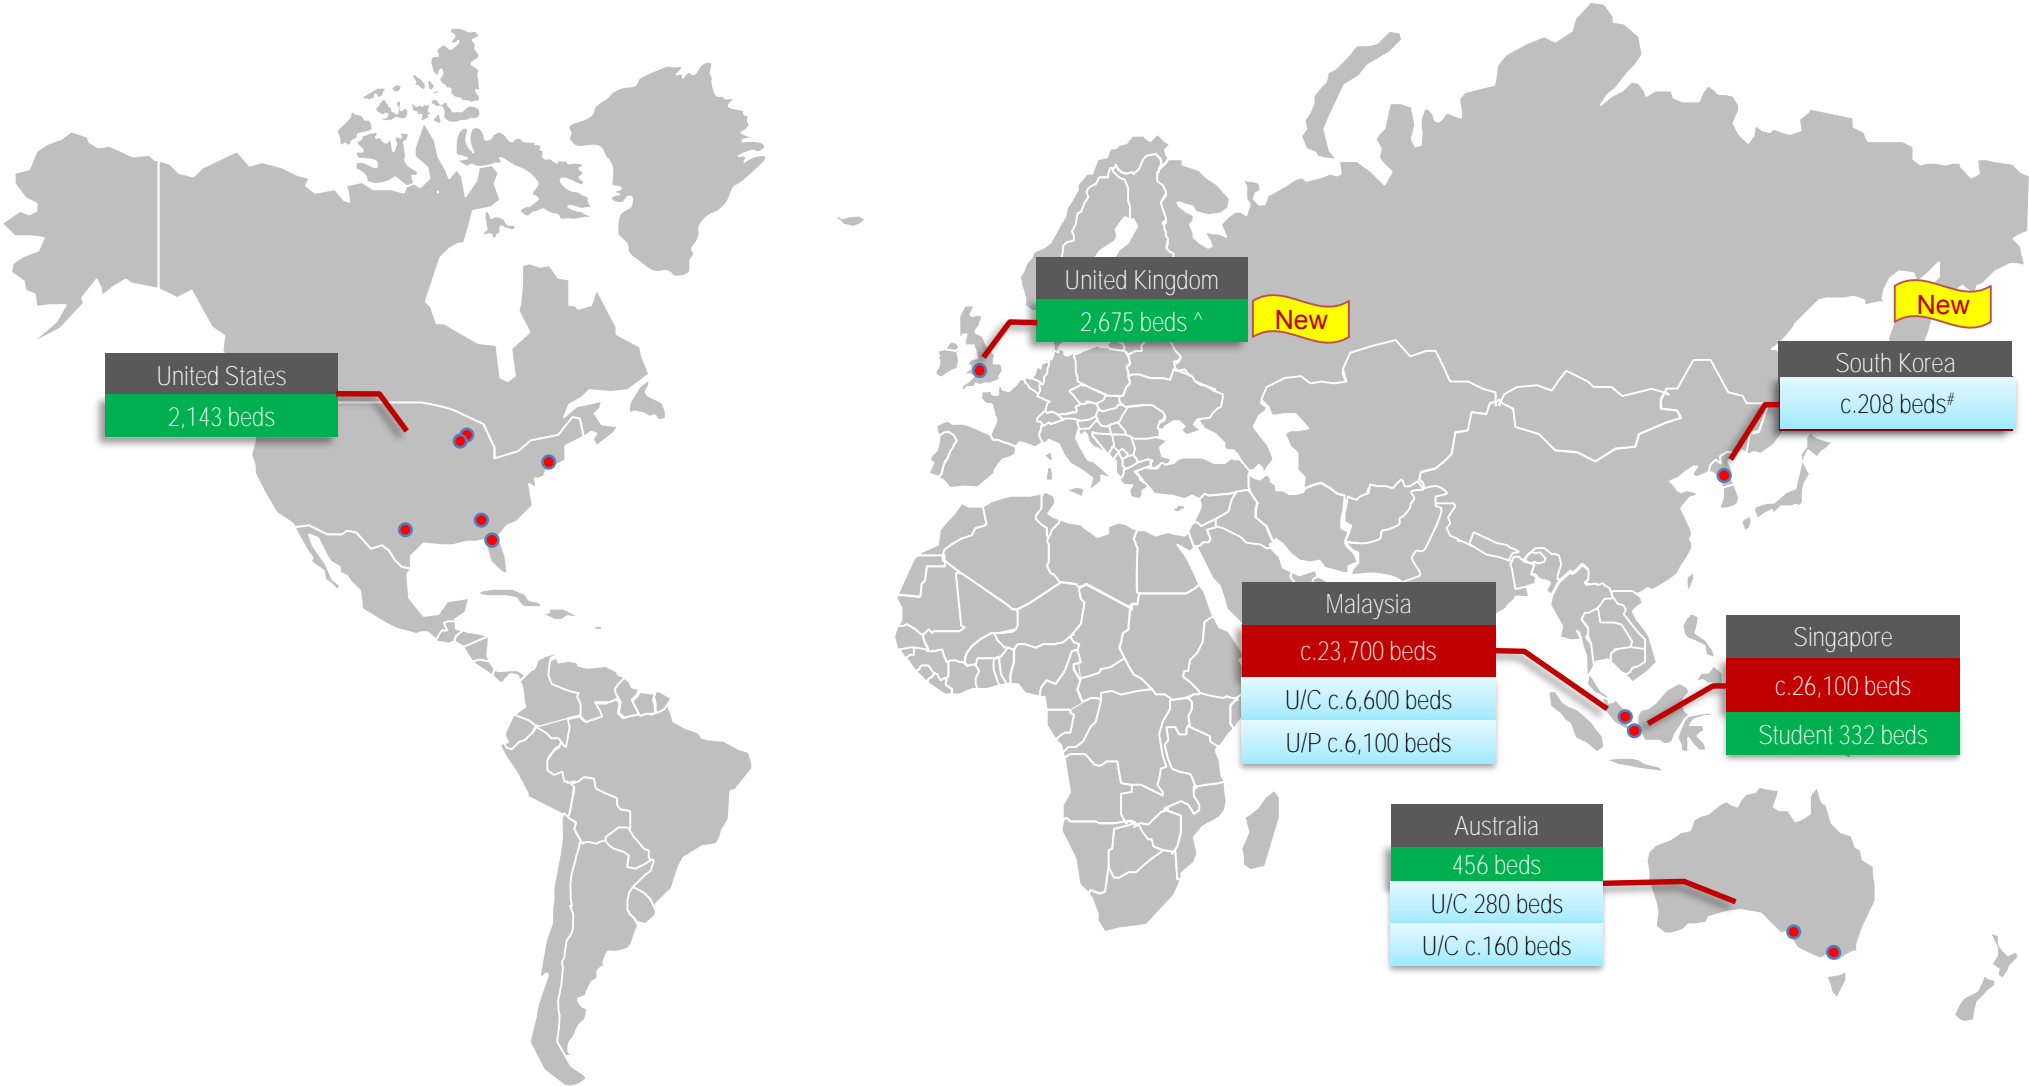 United Kingdom
2,675 beds ^
New
New
South Korea
c.208 beds#
United States
2,143 beds
Malaysia
c.23,700 beds
U/C c.6,600 beds
U/P c.6,100 beds
Singapore
c.26,100 beds
Student 332 beds
Australia
456 beds
U/C 280 beds
U/C c.160 beds